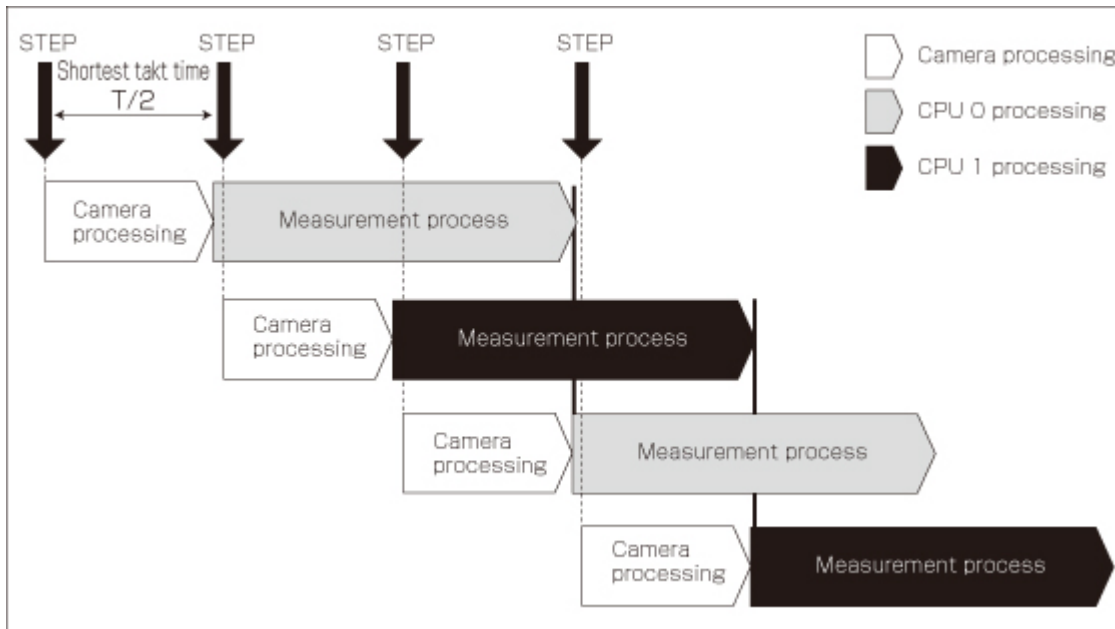 STEP
STEP
STEP
STEP
Shortest takt time
T/2
Camera processing
CPU 0 processing
CPU 1 processing
Camera
processing
Measurement process
Camera
processing
Measurement process
Camera
processing
Measurement process
Camera
processing
Measurement process